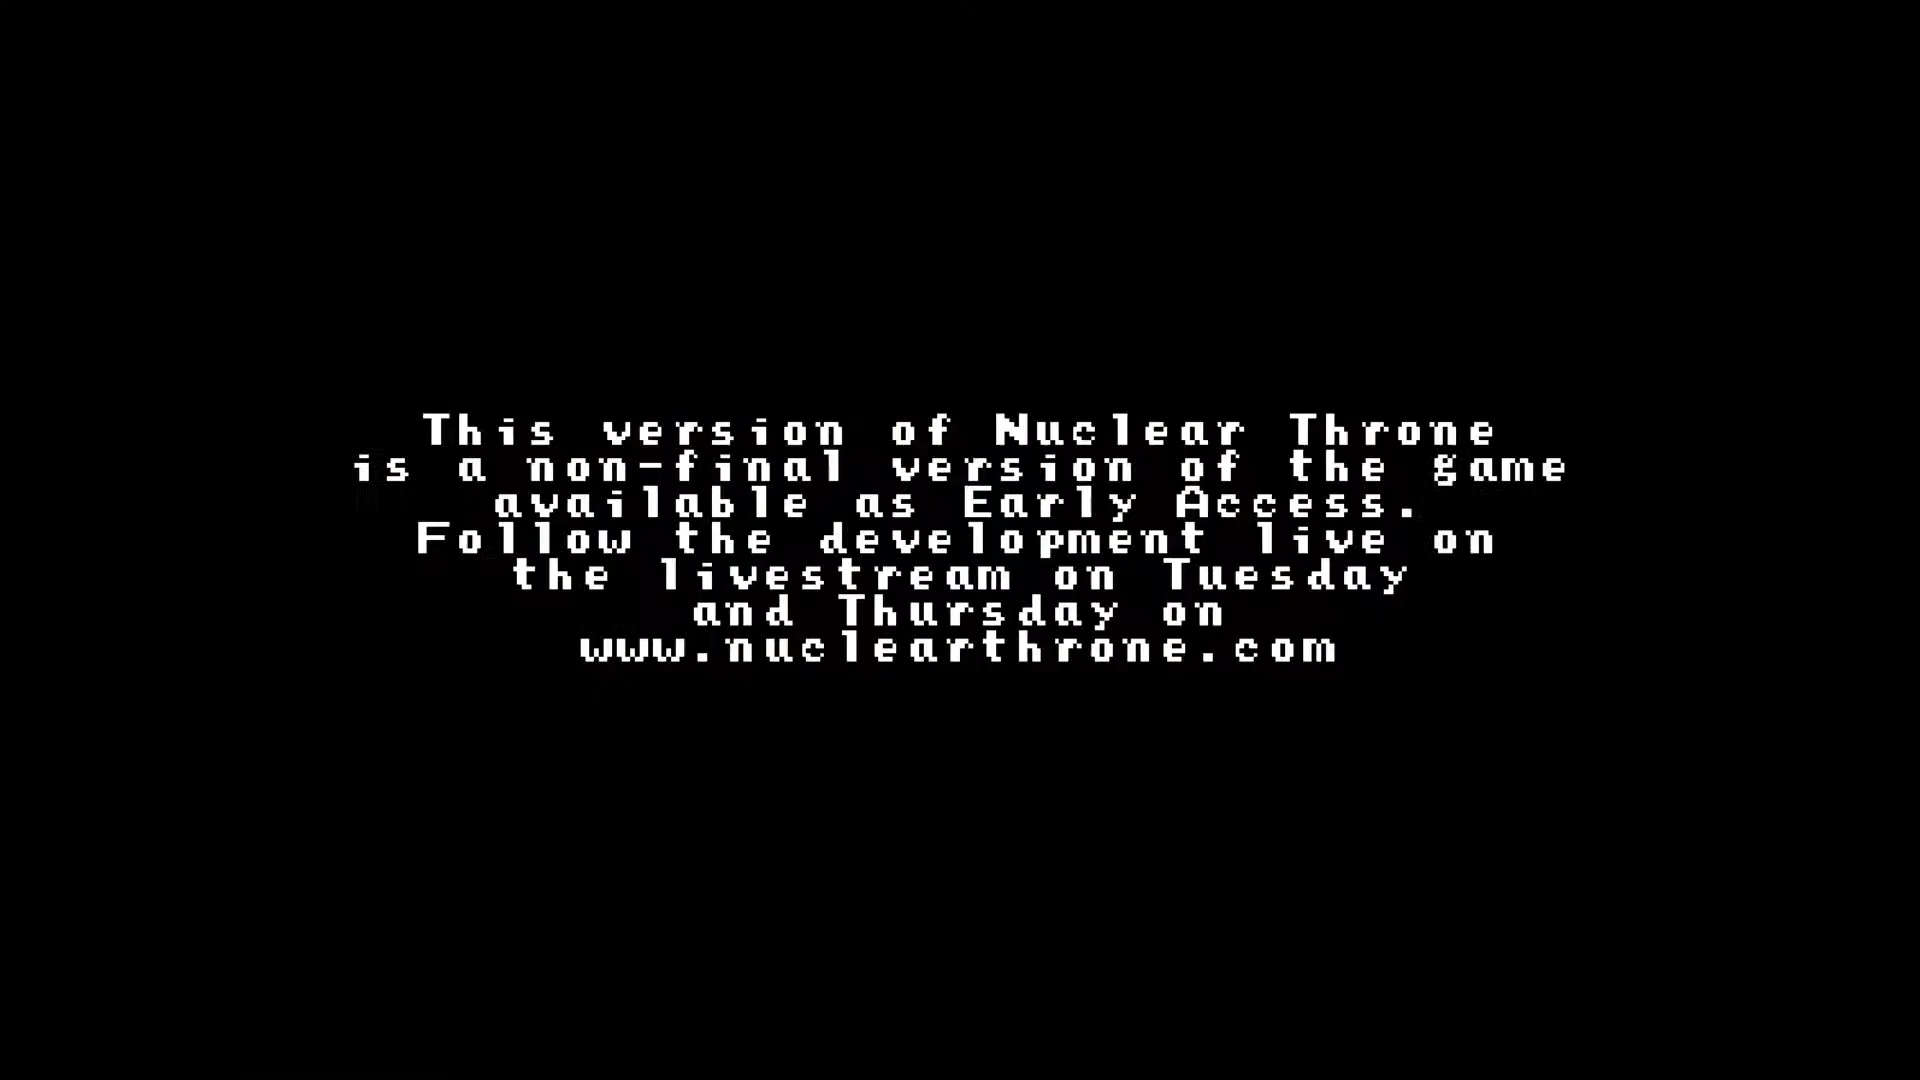 This version of Nuclear Throne
is a non-final version of the game
available as Early Access.
Follow the development live on
the livestream on Tuesday
and Thursday on
www.nuclearthrone.com